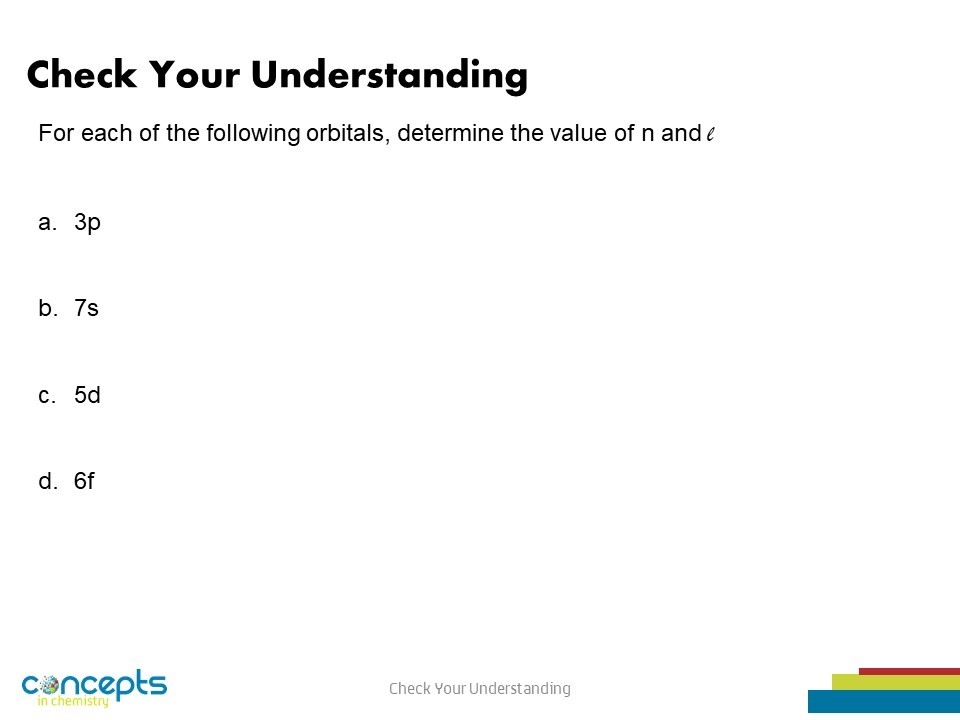 Check Your Understanding
For each of the following orbitals, determine the value of n and ℓ
a. 3p
b. 7s
c. 5d
d. 6f
concepts
in chemistry
Check Your Understanding